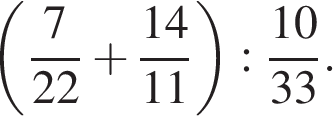 (7/22 + 14/11) : 10/33.